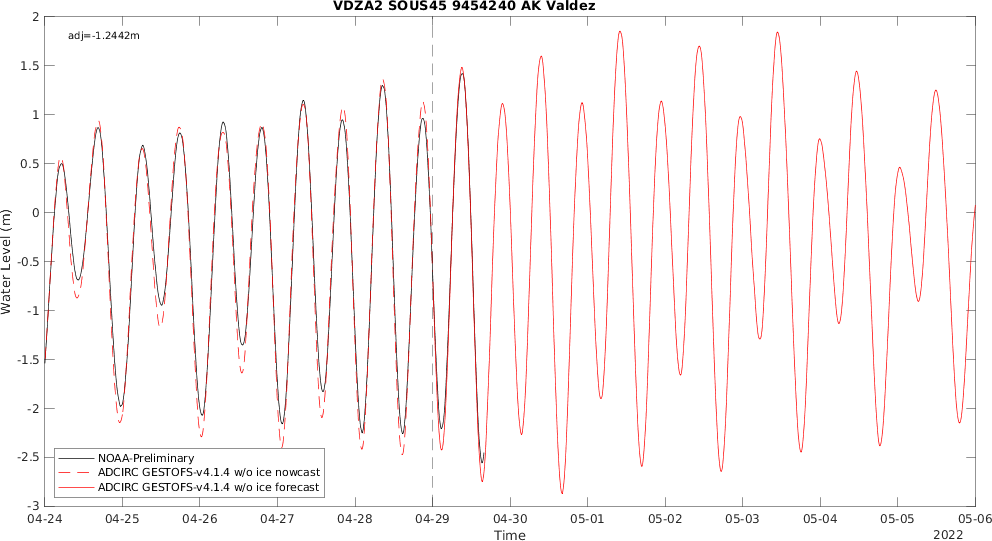 VDZA2 SOUS45 9454240 AK Valdez
adj=-1.2442m
2
1.5
1
0.5
0
-0.5
-1
-1.5
-2
-2.5
-3
Water Level (m)
NOAA-Preliminary
ADCIRC GESTOFS-v4.1.4 w/o ice nowcast
ADCIRC GESTOFS-v4.1.4 w/o ice forecast
04-24 04-25 04-26 04-27 04-28 04-29 04-30 05-01 05-02 05-03 05-04 05-05 05-06
Time
2022